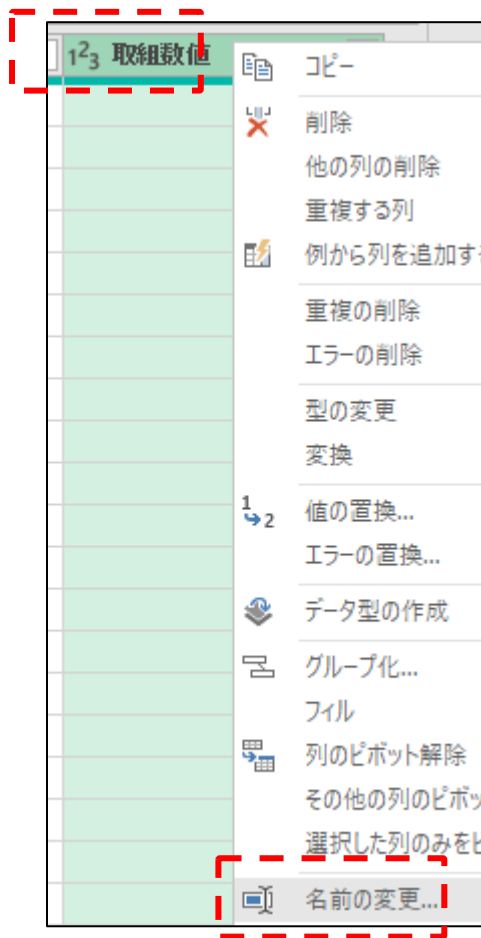 1²3 取組数値
コピー
削除
他の列の削除
重複する列
例から列を追加す
重複の削除
エラーの削除
型の変更
変換
1 2 値の置換...
エラーの置換...
データ型の作成
グループ化...
フィル
列のピボット解除
その他の列のピボッ
選択した列のみを
名前の変更...